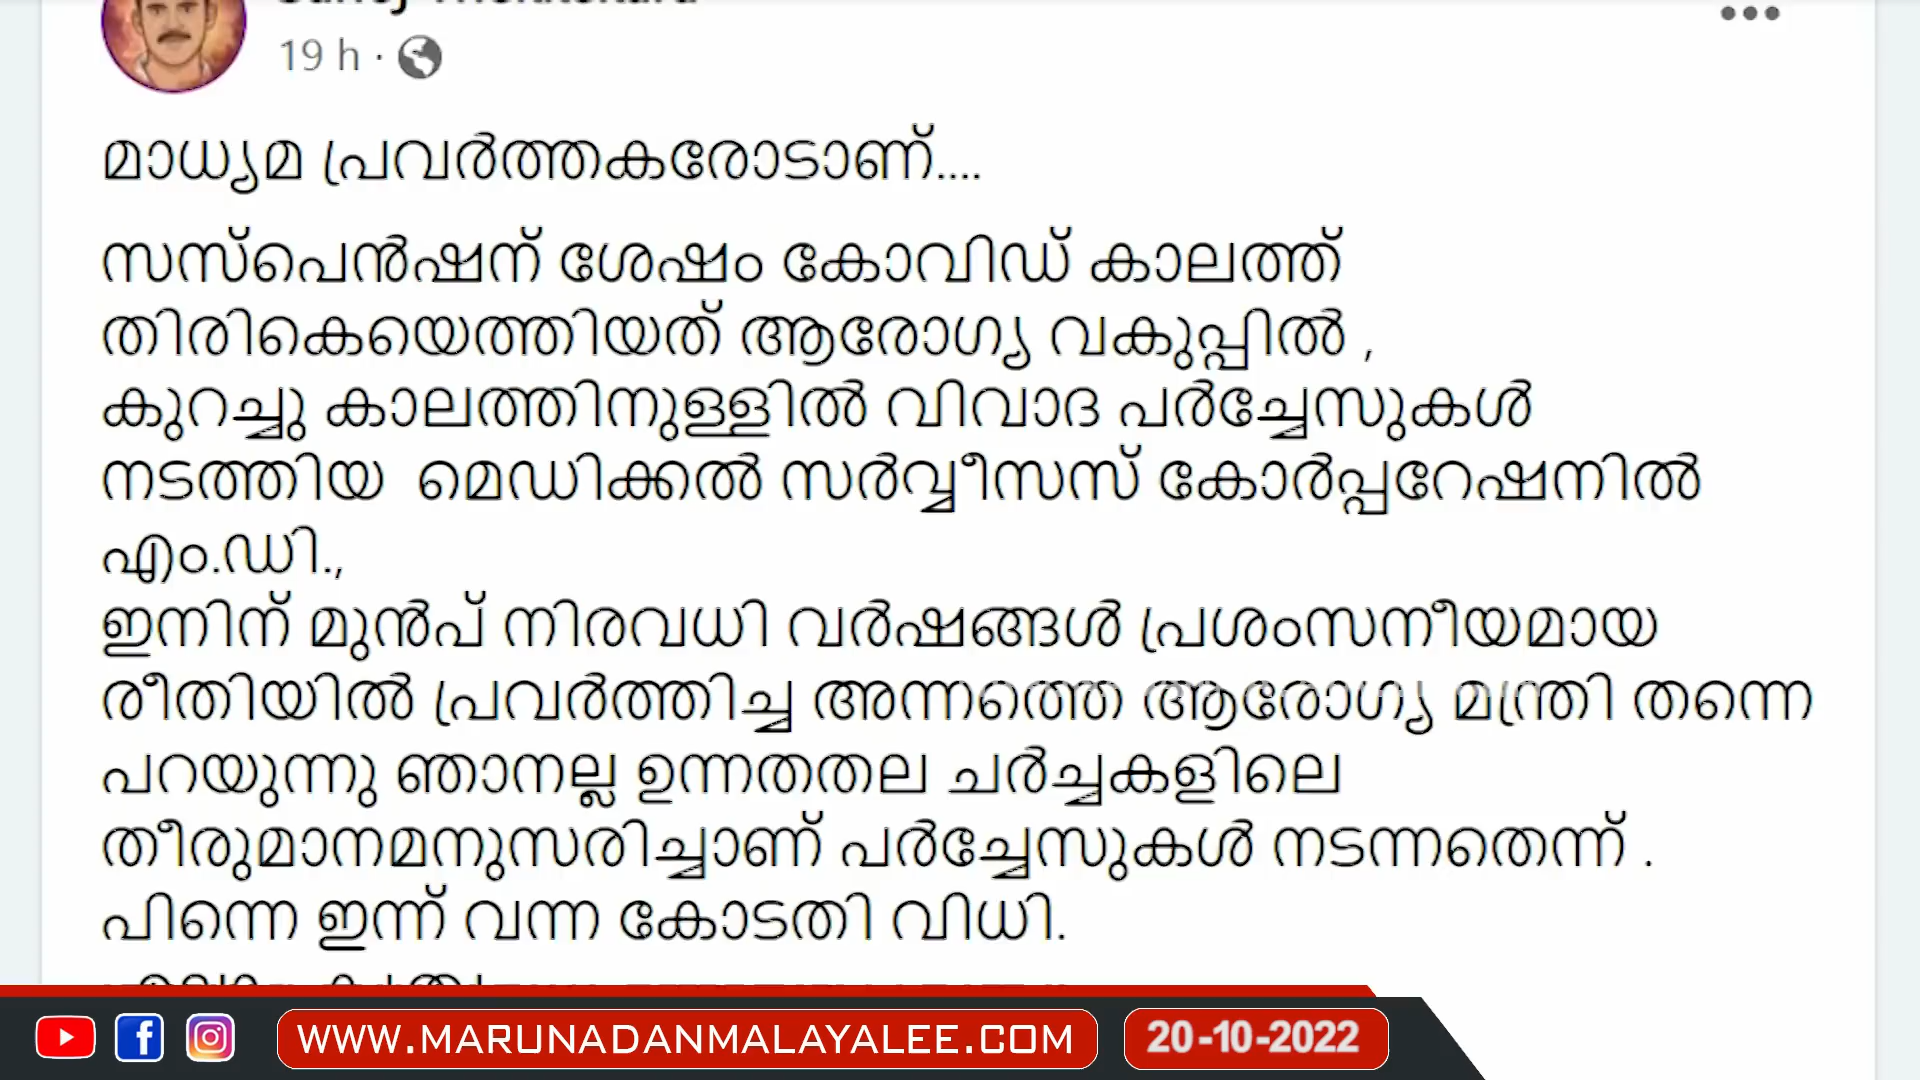 19 h ·
മാധ്യമ പ്രവർത്തകരോടാണ്....
സസ്പെൻഷന് ശേഷം കോവിഡ് കാലത്ത്
തിരികെയെത്തിയത് ആരോഗ്യ വകുപ്പിൽ ,
കുറച്ചു കാലത്തിനുള്ളിൽ വിവാദ പർച്ചേസുകൾ
നടത്തിയ മെഡിക്കൽ സർവ്വീസസ് കോർപ്പറേഷനിൽ
എം.ഡി.,
ഇനിന് മുൻപ് നിരവധി വർഷങ്ങൾ പ്രശംസനീയമായ
രീതിയിൽ പ്രവർത്തിച്ച അന്നത്തെ ആരോഗ്യ മന്ത്രി തന്നെ
പറയുന്നു ഞാനല്ല ഉന്നതതല ചർച്ചകളിലെ
തീരുമാനമനുസരിച്ചാണ് പർച്ചേസുകൾ നടന്നതെന്ന് .
പിന്നെ ഇന്ന് വന്ന കോടതി വിധി.
WWW.MARUNADANMALAYALEE.COM
20-10-2022